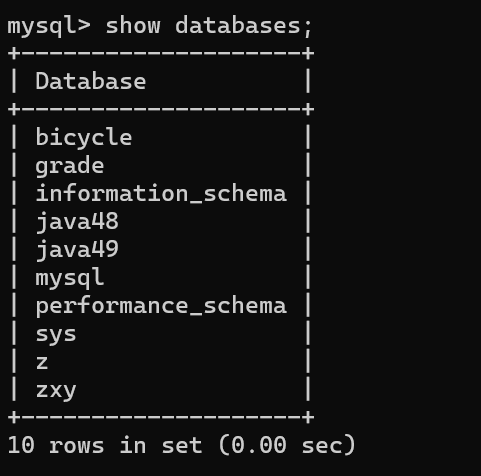 mysql> show databases;
+--------------------+
| Database           |
+--------------------+
| bicycle            |
| grade              |
| information_schema |
| java48             |
| java49             |
| mysql              |
| performance_schema |
| sys                |
| z                  |
| zxy                |
+--------------------+
10 rows in set (0.00 sec)